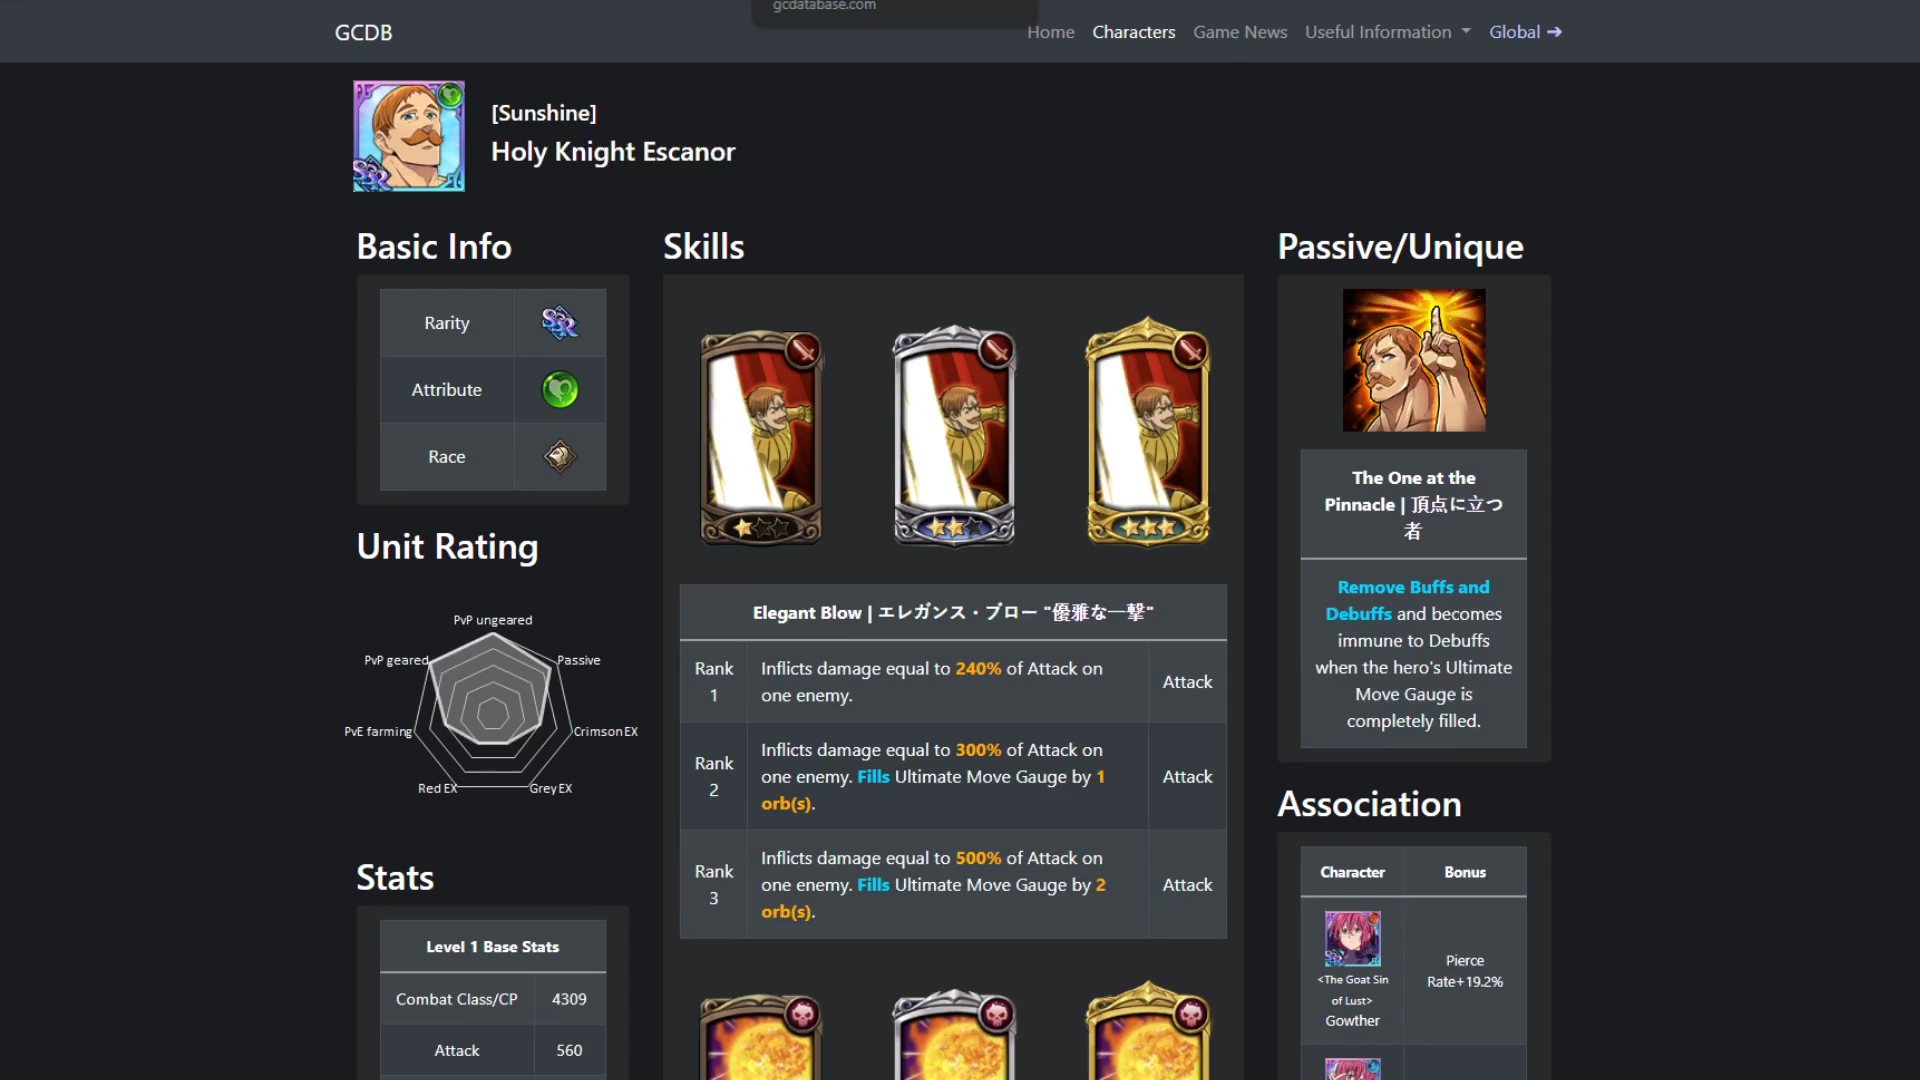 gcdatabase.com
GCDB
Home
Characters
Game News
Useful Information
Global ➔
[Sunshine]
Holy Knight Escanor
Basic Info
Rarity
SSR
Attribute
Race
Unit Rating
PvP ungeared
PvP geared
Passive
PvE farming
Crimson EX
Red EX
Grey EX
Stats
Level 1 Base Stats
Combat Class/CP 4309
Attack 560
Skills
Elegant Blow | エレガンス・ブロー "優雅な一撃"
Rank
1
Inflicts damage equal to 240% of Attack on
one enemy.
Attack
Rank
2
Inflicts damage equal to 300% of Attack on
one enemy. Fills Ultimate Move Gauge by 1
orb(s).
Attack
Rank
3
Inflicts damage equal to 500% of Attack on
one enemy. Fills Ultimate Move Gauge by 2
orb(s).
Attack
Passive/Unique
The One at the
Pinnacle | 頂点に立つ
者
Remove Buffs and
Debuffs and becomes
immune to Debuffs
when the hero's Ultimate
Move Gauge is
completely filled.
Association
Character Bonus
<The Goat Sin
of Lust>
Gowther
Pierce
Rate+19.2%